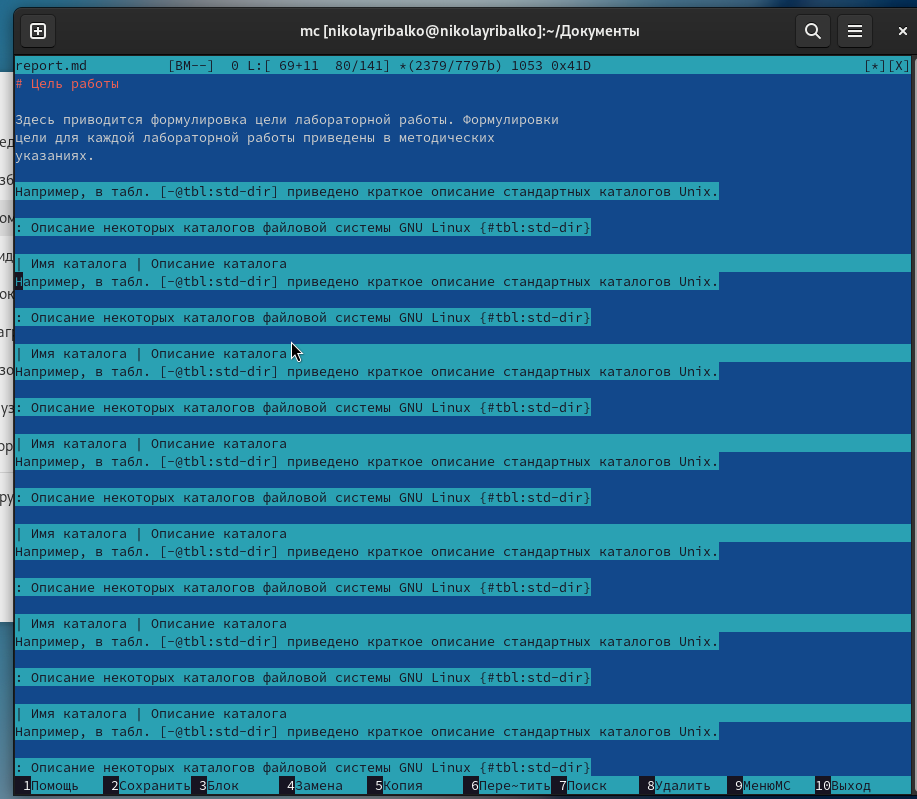 mc [nikolayribalko@nikolayribalko]:~/Документы
report.md [BM--] 0 L:[ 69+11 80/141] *(2379/7797b) 1053 0x41D [*][X]
# Цель работы
Здесь приводится формулировка цели лабораторной работы. Формулировки
цели для каждой лабораторной работы приведены в методических
указаниях.
Например, в табл. [-@tbl:std-dir] приведено краткое описание стандартных каталогов Unix.
: Описание некоторых каталогов файловой системы GNU Linux {#tbl:std-dir}
| Имя каталога | Описание каталога
Например, в табл. [-@tbl:std-dir] приведено краткое описание стандартных каталогов Unix.
: Описание некоторых каталогов файловой системы GNU Linux {#tbl:std-dir}
| Имя каталога | Описание каталога
Например, в табл. [-@tbl:std-dir] приведено краткое описание стандартных каталогов Unix.
: Описание некоторых каталогов файловой системы GNU Linux {#tbl:std-dir}
| Имя каталога | Описание каталога
Например, в табл. [-@tbl:std-dir] приведено краткое описание стандартных каталогов Unix.
: Описание некоторых каталогов файловой системы GNU Linux {#tbl:std-dir}
| Имя каталога | Описание каталога
Например, в табл. [-@tbl:std-dir] приведено краткое описание стандартных каталогов Unix.
: Описание некоторых каталогов файловой системы GNU Linux {#tbl:std-dir}
| Имя каталога | Описание каталога
Например, в табл. [-@tbl:std-dir] приведено краткое описание стандартных каталогов Unix.
: Описание некоторых каталогов файловой системы GNU Linux {#tbl:std-dir}
| Имя каталога | Описание каталога
Например, в табл. [-@tbl:std-dir] приведено краткое описание стандартных каталогов Unix.
: Описание некоторых каталогов файловой системы GNU Linux {#tbl:std-dir}
1Помощь 2Сохранить 3Блок 4Замена 5Копия 6Пере~тить 7Поиск 8Удалить 9МенюМС 10Выход